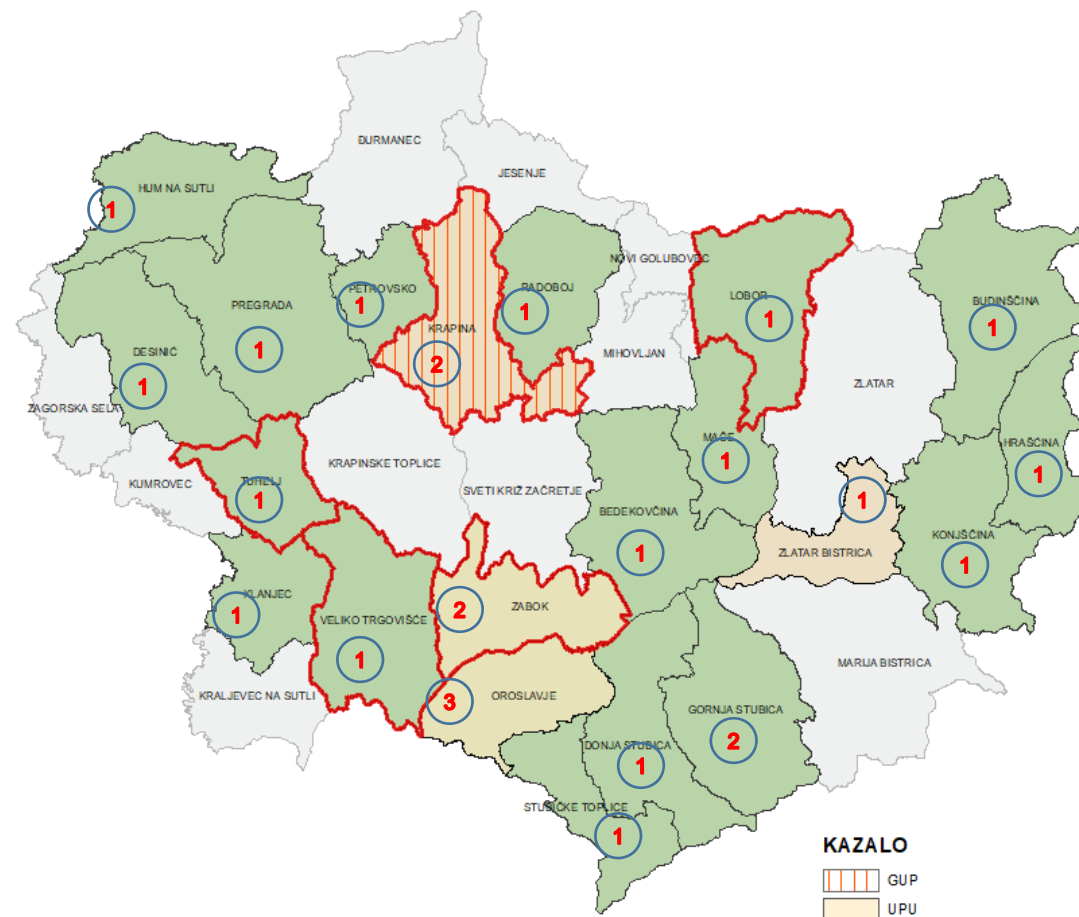 ĐURMANEC
JESENJE
HUM NA SUTLI
1
NOVI GOLUBOVEC
PETROVSKO
1
RADOBOJ
1
LOBOR
1
BUDINŠČINA
1
PREGRADA
1
KRAPINA
2
DESINIĆ
1
MIHOVLJAN
ZLATAR
ZAGORSKA SELA
MAČE
1
HRAŠĆINA
1
KRAPINSKE TOPLICE
KUMROVEC
TUHELJ
1
SVETI KRIŽ ZAČRETJE
BEDEKOVČINA
1
1
ZLATAR BISTRICA
KONJŠČINA
1
KLANJEC
1
VELIKO TRGOVIŠĆE
1
2
ZABOK
MARIJA BISTRICA
KRALJEVEC NA SUTLI
3
OROSLAVJE
GORNJA STUBICA
2
DONJA STUBICA
1
STUBIČKE TOPLICE
1
KAZALO
GUP
UPU